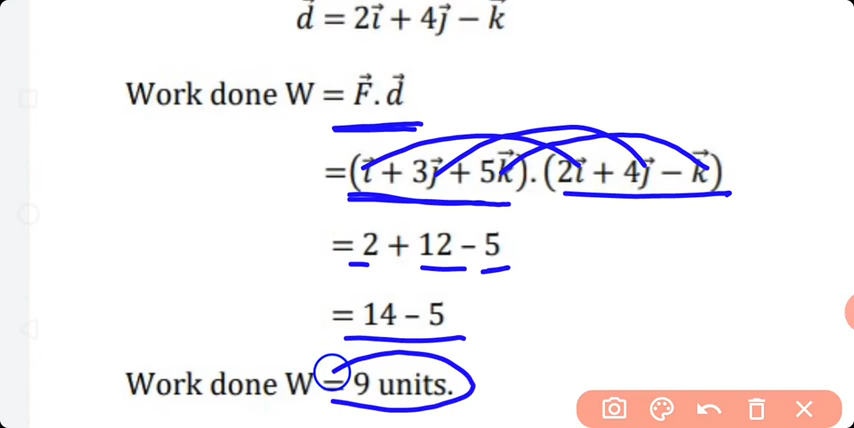 d⃗ = 2i⃗ + 4j⃗ − k⃗
Work done W = F⃗. d⃗
=(i⃗ + 3j⃗ + 5k⃗). (2i⃗ + 4j⃗ − k⃗)
= 2 + 12 − 5
= 14 − 5
Work done W = 9 units.